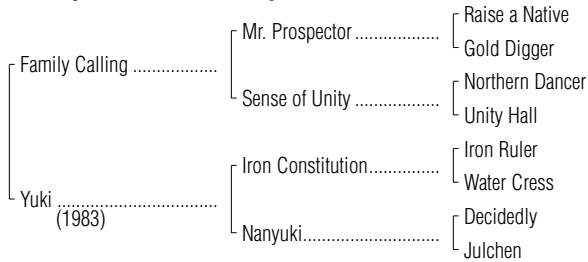 Raise a Native
Mr. Prospector ..................
Gold Digger
Family Calling ..................
Northern Dancer
Sense of Unity ..................
Unity Hall
Iron Ruler
Iron Constitution...............
Water Cress
Yuki ..................................
(1983)
Decidedly
Nanyuki.............................
Julchen